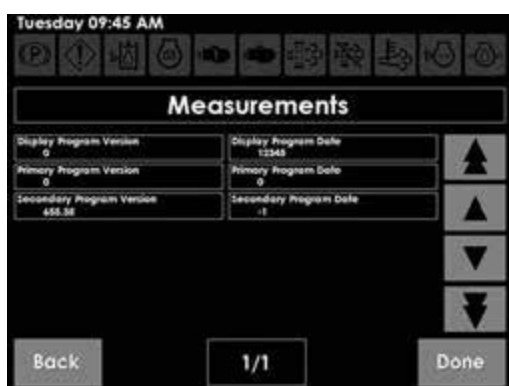 Tuesday 09:45 AM
Measurements
Display Program Version
0
Display Program Date
12345
Primary Program Version
0
Primary Program Date
0
Secondary Program Version
655.35
Secondary Program Date
-1
Back
1/1
Done